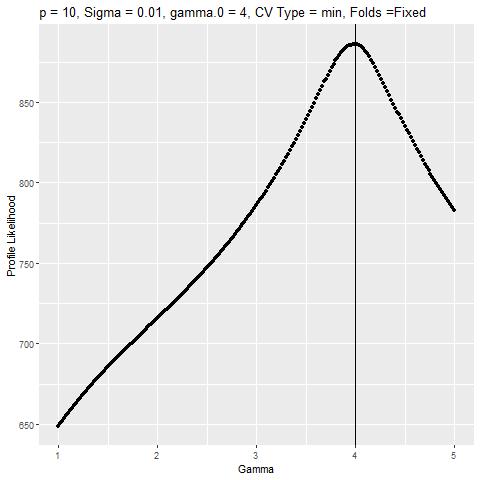 p = 10, Sigma = 0.01, gamma.0 = 4, CV Type = min, Folds =Fixed
Profile Likelihood
850
800
750
700
650
1 2 3 4 5
Gamma